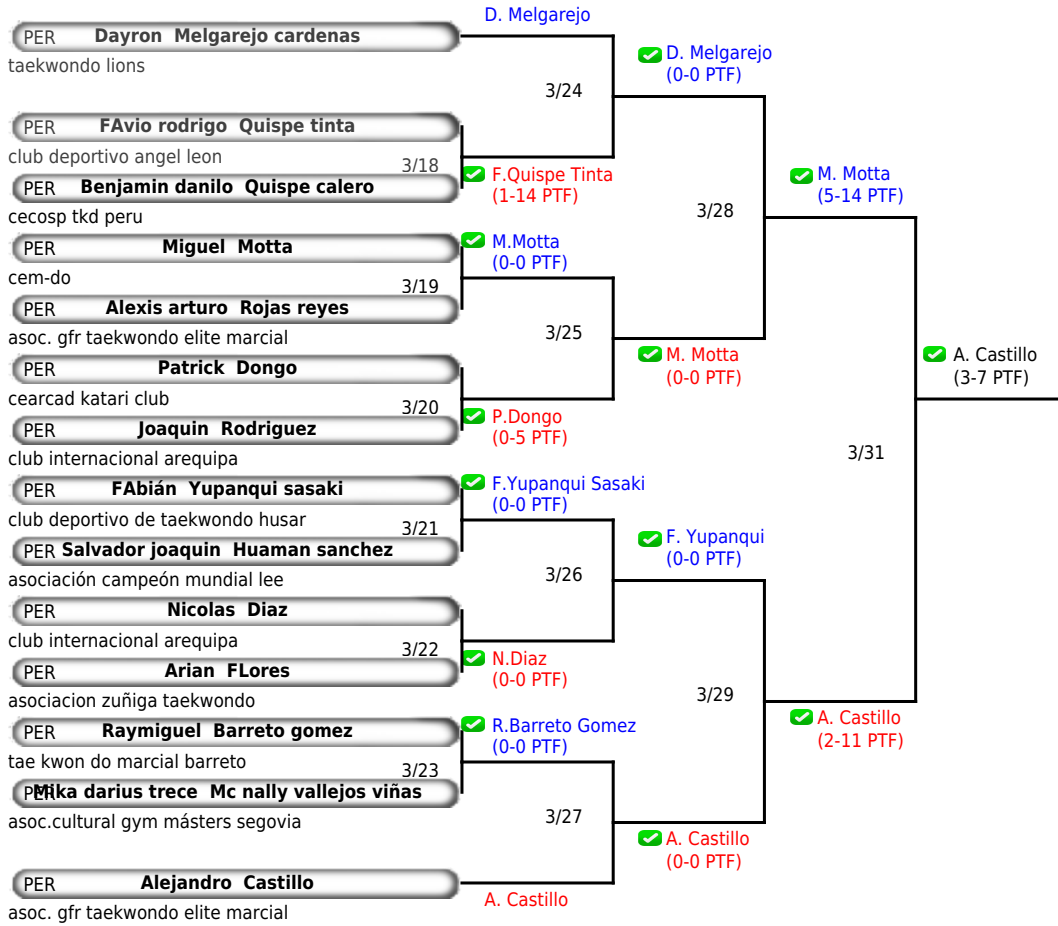 D. Melgarejo
PER Dayron Melgarejo cardenas
taekwondo lions
D. Melgarejo
(0-0 PTF)
3/24
PER FAvio rodrigo Quispe tinta
club deportivo angel leon
3/18
F.Quispe Tinta
(1-14 PTF)
PER Benjamin danilo Quispe calero
cecosp tkd peru
M. Motta
(5-14 PTF)
3/28
PER Miguel Motta
cem-do
M.Motta
(0-0 PTF)
3/19
PER Alexis arturo Rojas reyes
asoc. gfr taekwondo elite marcial
3/25
M. Motta
(0-0 PTF)
A. Castillo
(3-7 PTF)
PER Patrick Dongo
cearcad katari club
3/20
P.Dongo
(0-5 PTF)
PER Joaquin Rodriguez
club internacional arequipa
3/31
PER FAbián Yupanqui sasaki
club deportivo de taekwondo husar
F.Yupanqui Sasaki
(0-0 PTF)
3/21
PER Salvador joaquin Huaman sanchez
asociación campeón mundial lee
F. Yupanqui
(0-0 PTF)
3/26
PER Nicolas Diaz
club internacional arequipa
3/22
N.Diaz
(0-0 PTF)
PER Arian FLores
asociacion zuñiga taekwondo
3/29
A. Castillo
(2-11 PTF)
PER Raymiguel Barreto gomez
tae kwon do marcial barreto
R.Barreto Gomez
(0-0 PTF)
3/23
PER Mika darius trece Mc nally vallejos viñas
asoc.cultural gym másters segovia
3/27
A. Castillo
(0-0 PTF)
PER Alejandro Castillo
asoc. gfr taekwondo elite marcial
A. Castillo